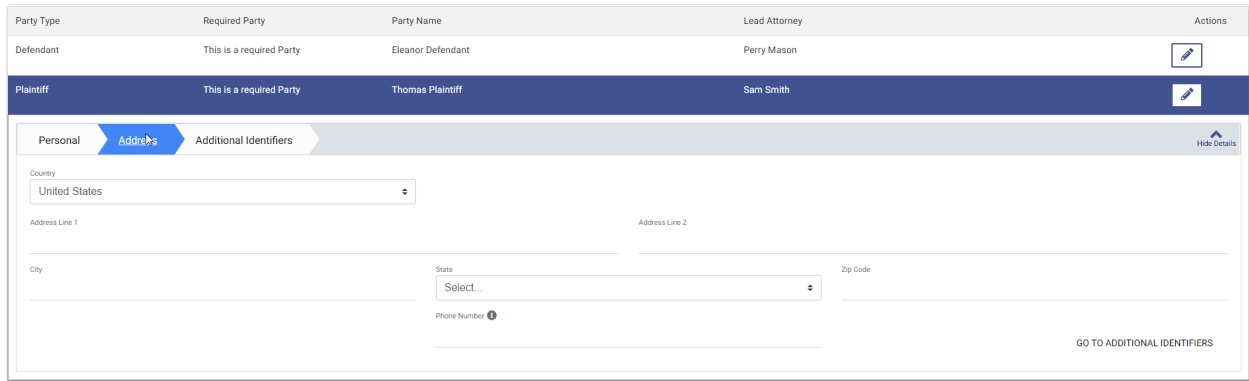 Party Type Required Party Party Name Lead Attorney Actions
Defendant This is a required Party Eleanor Defendant Perry Mason
Plaintiff This is a required Party Thomas Plaintiff Sam Smith
Personal Address Additional Identifiers Hide Details
Country
United States
Address Line 1 Address Line 2
City State Zip Code
Select...
Phone Number
GO TO ADDITIONAL IDENTIFIERS